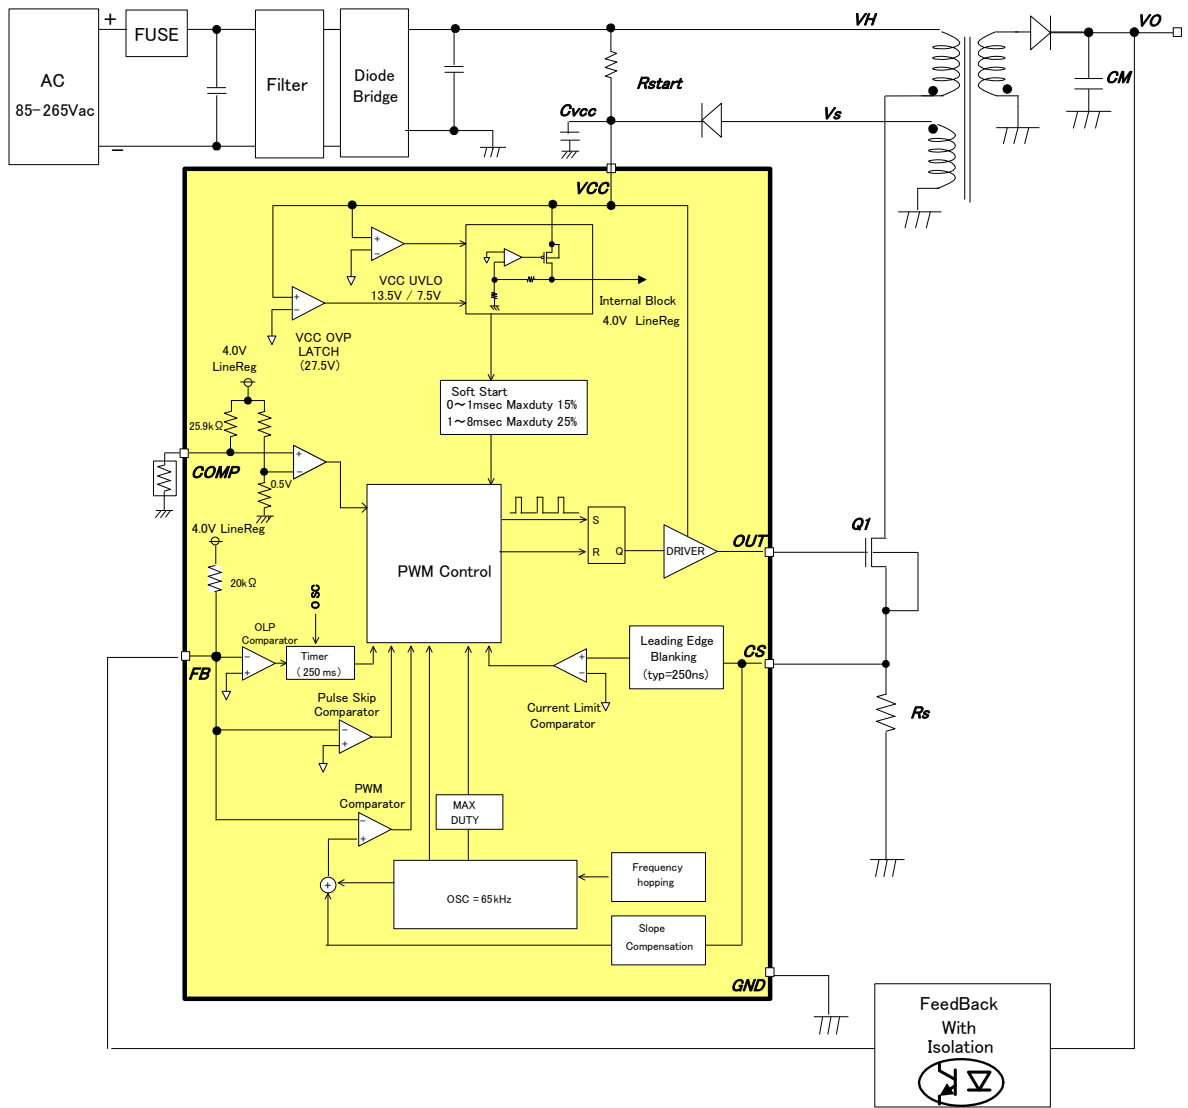 AC
85-265Vac
+
−
FUSE
Filter
Diode
Bridge
VH
VO
Rstart
Cvcc
Vs
CM
VCC
+
−
VCC UVLO
13.5V / 7.5V
+
−
VCC OVP
LATCH
(27.5V)
Internal Block
4.0V LineReg
4.0V
LineReg
25.9kΩ
COMP
+
−
0.5V
Soft Start
0～1msec Maxduty 15%
1～8msec Maxduty 25%
4.0V LineReg
20kΩ
PWM Control
S
R
Q
DRIVER
OUT
Q1
OSC
OLP
Comparator
−
+
Timer
(250 ms)
FB
Leading Edge
Blanking
(typ=250ns)
CS
+
−
Current Limit
Comparator
Rs
Pulse Skip
Comparator
−
+
PWM
Comparator
−
+
MAX
DUTY
+
OSC = 65kHz
Frequency
hopping
Slope
Compensation
GND
FeedBack
With
Isolation